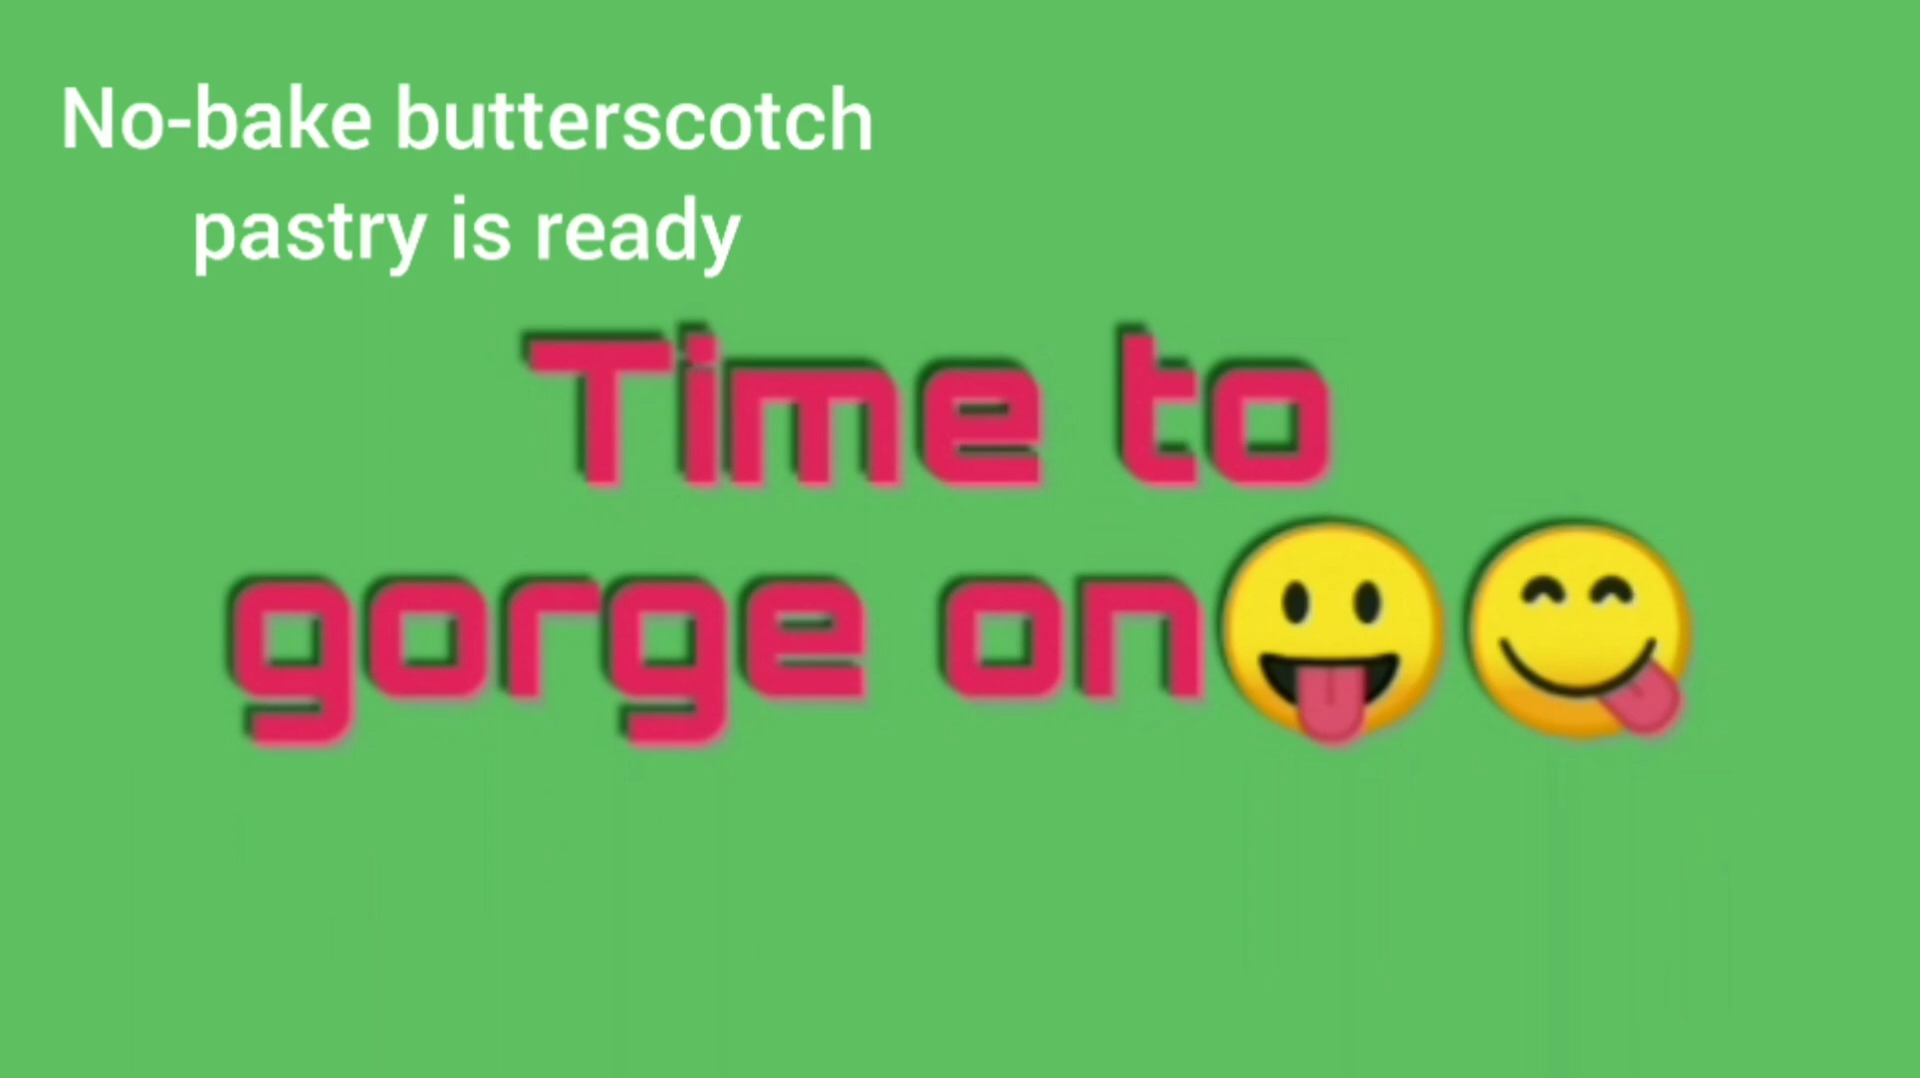 No-bake butterscotch
pastry is ready
Time to
gorge on😛😋